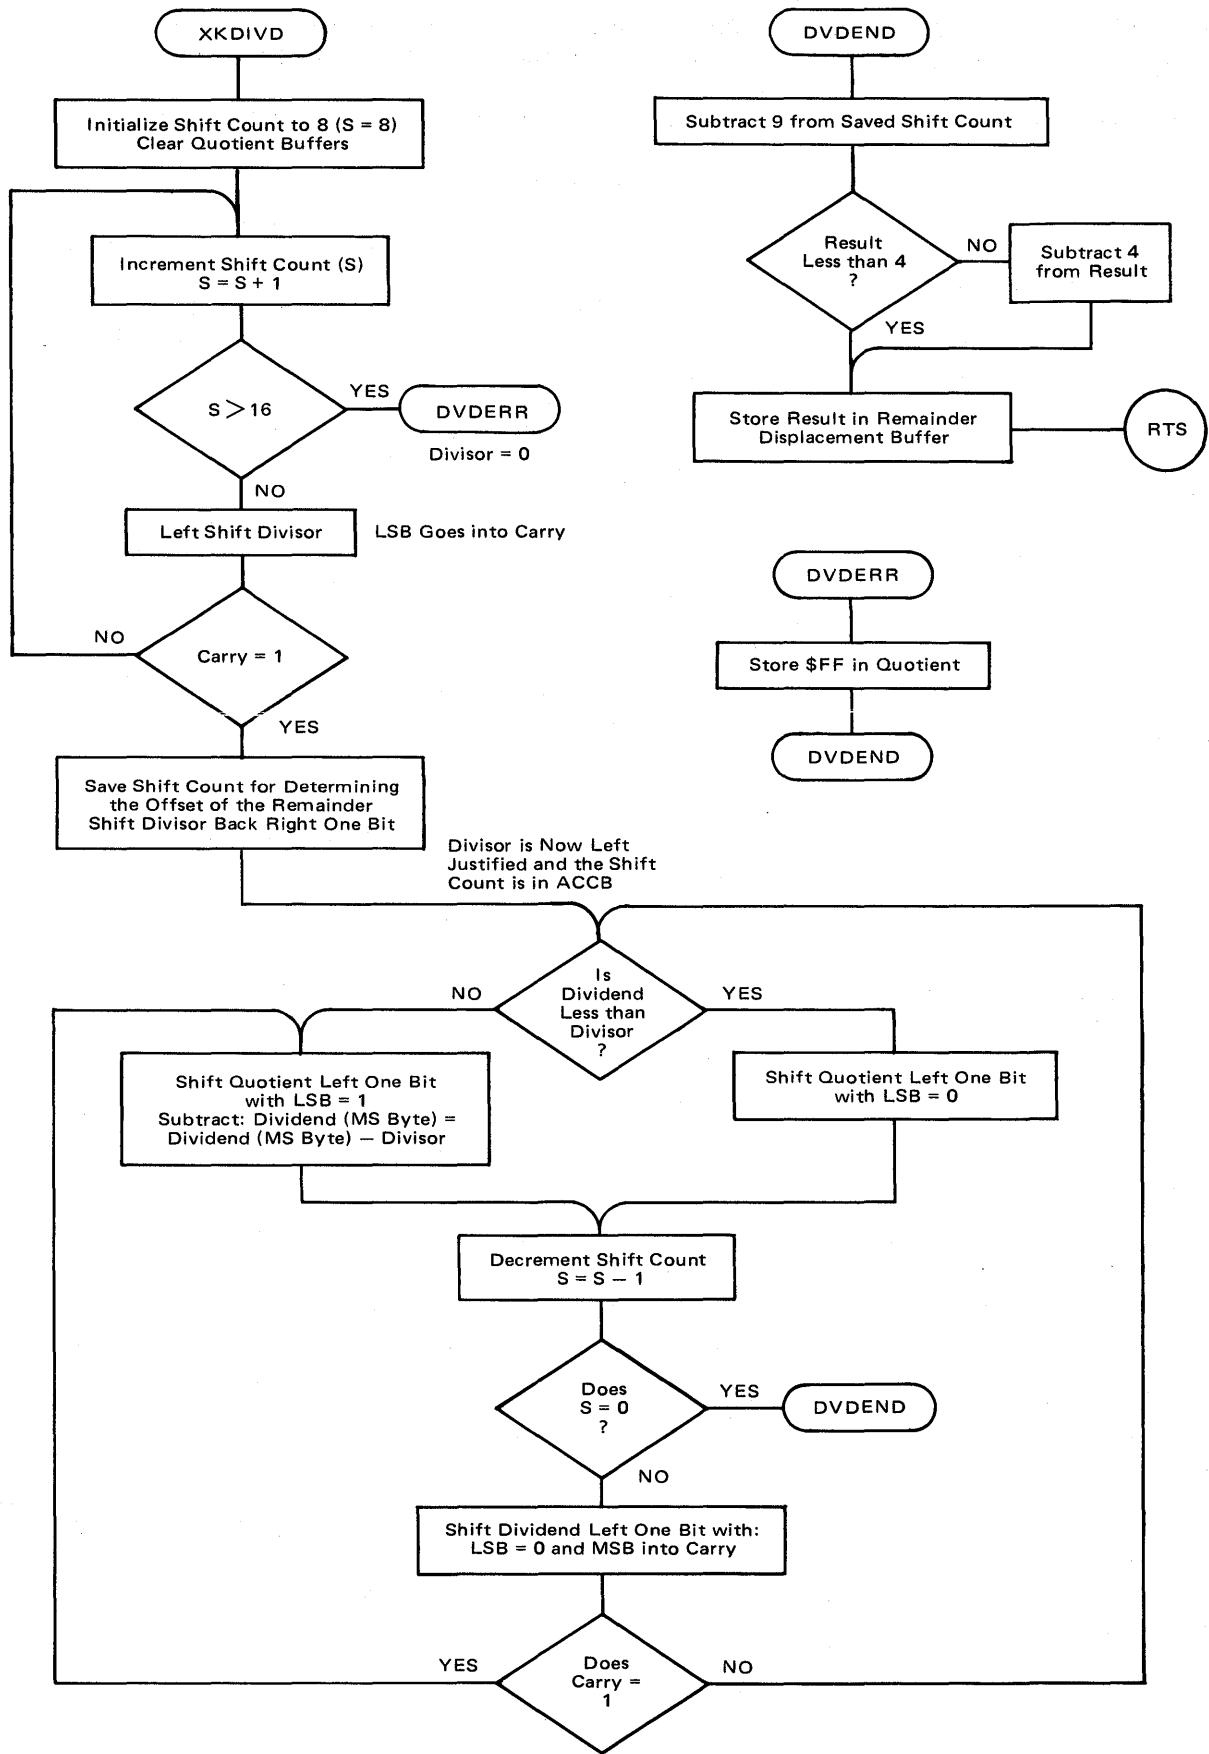 XKDIVD
Initialize Shift Count to 8 (S = 8)
Clear Quotient Buffers
Increment Shift Count (S)
S = S + 1
S > 16
YES
DVDERR
Divisor = 0
NO
Left Shift Divisor
LSB Goes into Carry
Carry = 1
NO
YES
Save Shift Count for Determining
the Offset of the Remainder
Shift Divisor Back Right One Bit
Divisor is Now Left
Justified and the Shift
Count is in ACCB
Is
Dividend
Less than
Divisor
?
NO
YES
Shift Quotient Left One Bit
with LSB = 1
Subtract: Dividend (MS Byte) =
Dividend (MS Byte) — Divisor
Shift Quotient Left One Bit
with LSB = 0
Decrement Shift Count
S = S — 1
Does
S = 0
?
YES
DVDEND
NO
Shift Dividend Left One Bit with:
LSB = 0 and MSB into Carry
Does
Carry =
1
YES
NO
DVDEND
Subtract 9 from Saved Shift Count
Result
Less than 4
?
NO
Subtract 4
from Result
YES
Store Result in Remainder
Displacement Buffer
RTS
DVDERR
Store $FF in Quotient
DVDEND